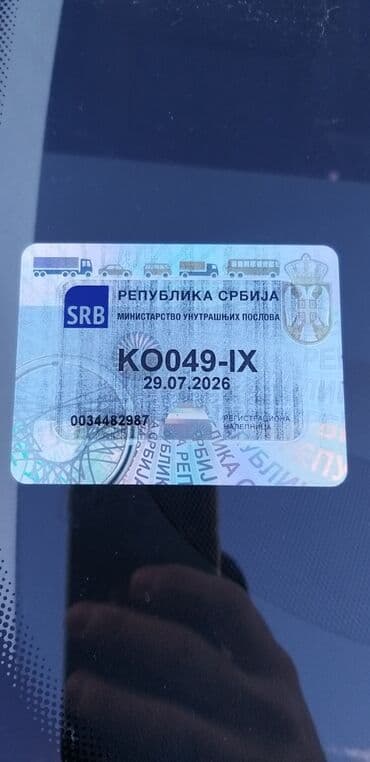 РЕПУБЛИКА СРБИЈА
SRB
МИНИСТАРСТВО УНУТРАШЊИХ ПОСЛОВА
KO049-IX
29.07.2026
0034482987
РЕГИСТРАЦИОНА
НАЛЕПНИЦА